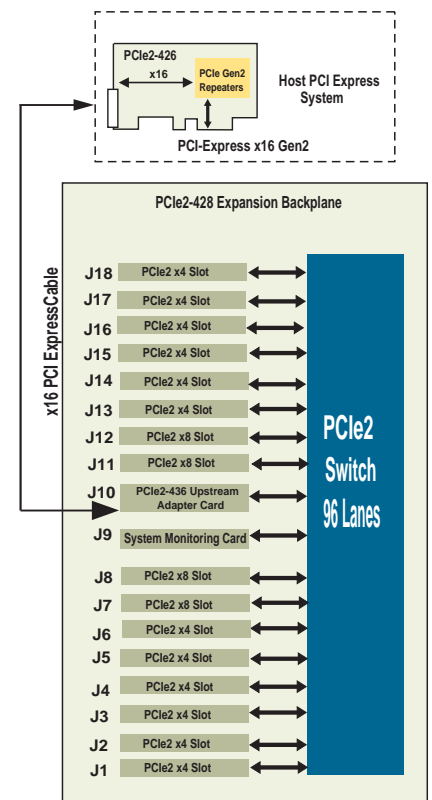 PCIe2-426
x16
PCIe Gen2
Repeaters
Host PCI Express
System
PCI-Express x16 Gen2
x16 PCI ExpressCable
PCIe2-428 Expansion Backplane
J18 PCIe2 x4 Slot
J17 PCIe2 x4 Slot
J16 PCIe2 x4 Slot
J15 PCIe2 x4 Slot
J14 PCIe2 x4 Slot
J13 PCIe2 x4 Slot
J12 PCIe2 x8 Slot
J11 PCIe2 x8 Slot
J10 PCIe2-436 Upstream
Adapter Card
J9 System Monitoring Card
J8 PCIe2 x8 Slot
J7 PCIe2 x8 Slot
J6 PCIe2 x4 Slot
J5 PCIe2 x4 Slot
J4 PCIe2 x4 Slot
J3 PCIe2 x4 Slot
J2 PCIe2 x4 Slot
J1 PCIe2 x4 Slot
PCIe2
Switch
96 Lanes